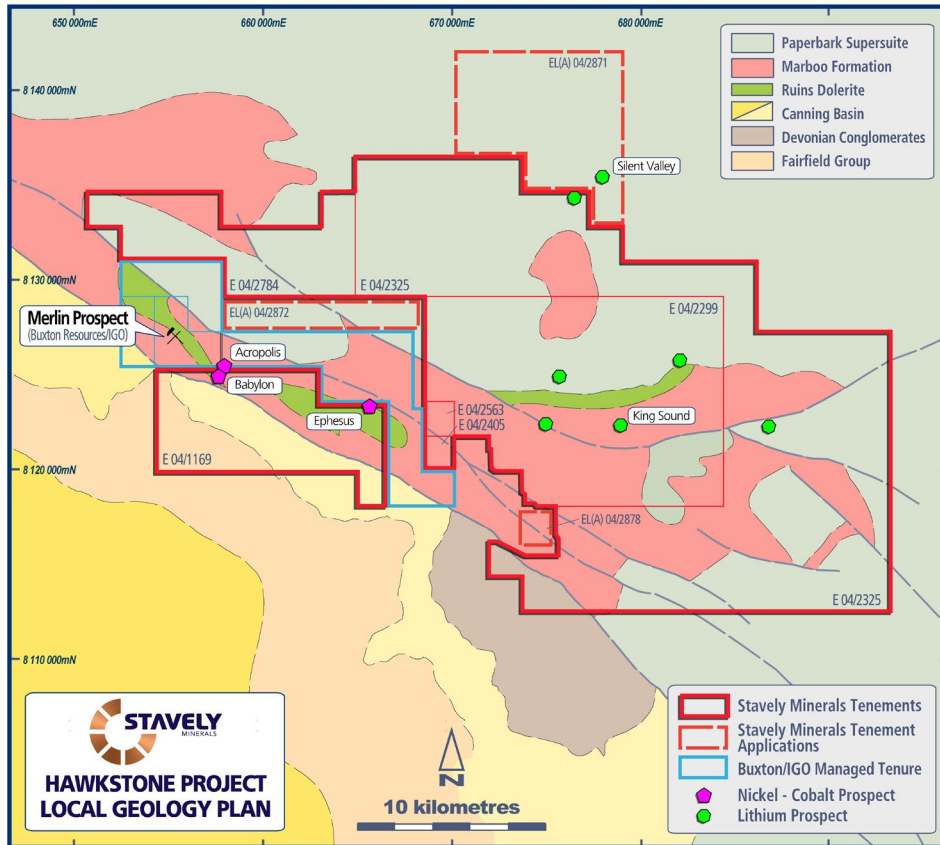 650 000mE
660 000mE
670 000mE
680 000mE
8 140 000mN
8 130 000mN
8 120 000mN
8 110 000mN
Paperbark Supersuite
Marboo Formation
Ruins Dolerite
Canning Basin
Devonian Conglomerates
Fairfield Group
EL(A) 04/2871
Silent Valley
E 04/2784
E 04/2325
EL(A) 04/2872
E 04/2299
Merlin Prospect
(Buxton Resources/IGO)
Acropolis
Babylon
Ephesus
E 04/2563
E 04/2405
King Sound
E 04/1169
EL(A) 04/2878
E 04/2325
STAVELY
MINERALS
HAWKSTONE PROJECT
LOCAL GEOLOGY PLAN
N
10 kilometres
Stavely Minerals Tenements
Stavely Minerals Tenement
Applications
Buxton/IGO Managed Tenure
Nickel - Cobalt Prospect
Lithium Prospect